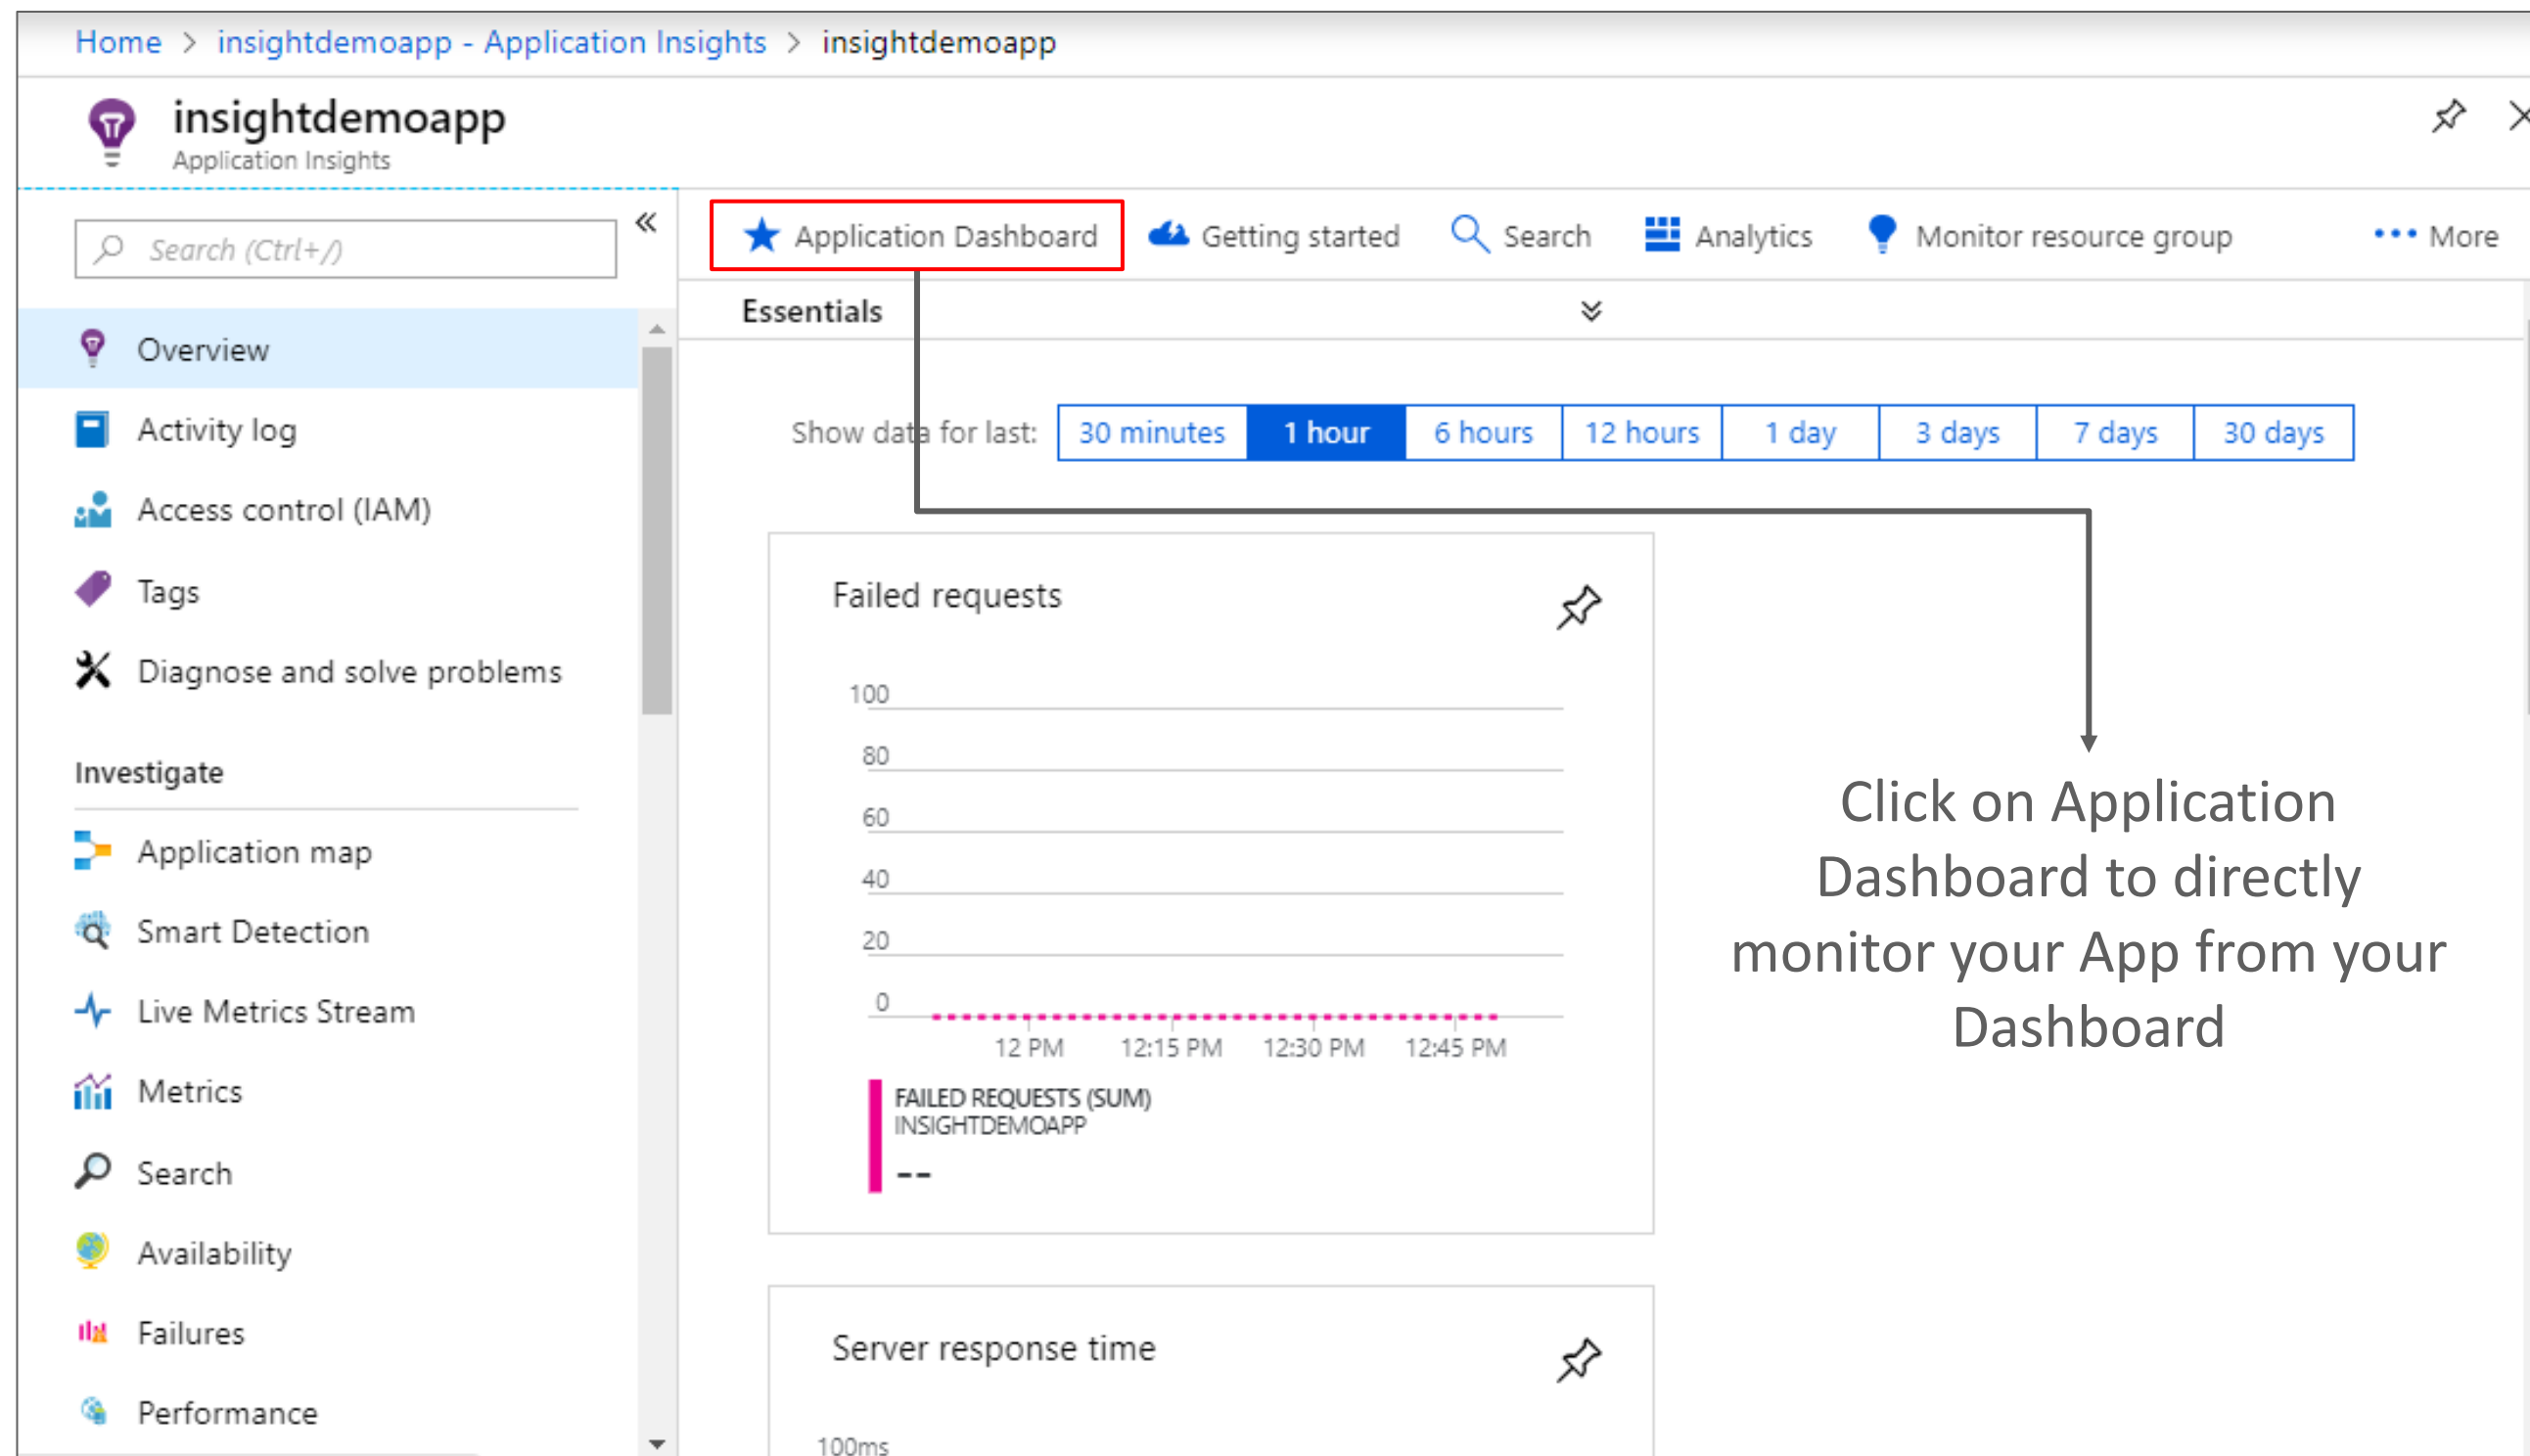 Home > insightdemoapp - Application Insights > insightdemoapp
insightdemoapp
Application Insights
Search (Ctrl+/)
«
Overview
Activity log
Access control (IAM)
Tags
Diagnose and solve problems
Investigate
Application map
Smart Detection
Live Metrics Stream
Metrics
Search
Availability
Failures
Performance
Application Dashboard Getting started Search Analytics Monitor resource group ••• More
Essentials
Show data for last: 30 minutes 1 hour 6 hours 12 hours 1 day 3 days 7 days 30 days
Failed requests
100
80
60
40
20
0
12 PM 12:15 PM 12:30 PM 12:45 PM
FAILED REQUESTS (SUM)
INSIGHTDEMOAPP
--
Server response time
100ms
Click on Application
Dashboard to directly
monitor your App from your
Dashboard